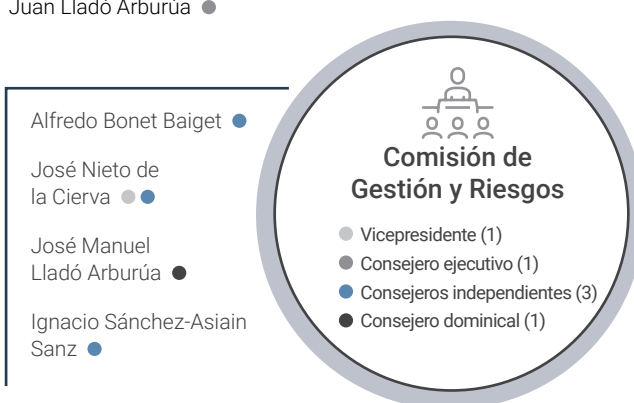 Juan Lladó Arburúa
Alfredo Bonet Baiget
José Nieto de
la Cierva
José Manuel
Lladó Arburúa
Ignacio Sánchez-Asiain
Sanz
Comisión de
Gestión y Riesgos
Vicepresidente (1)
Consejero ejecutivo (1)
Consejeros independientes (3)
Consejero dominical (1)